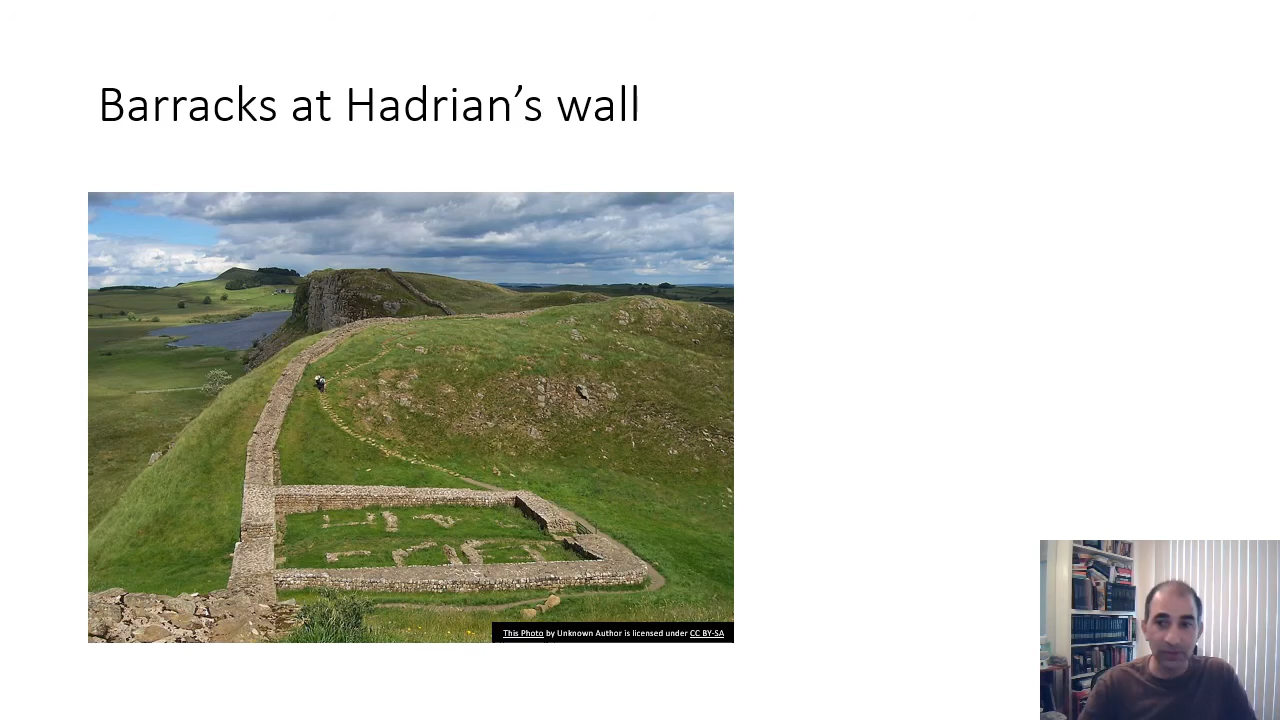 Barracks at Hadrian’s wall
This Photo by Unknown Author is licensed under CC BY-SA